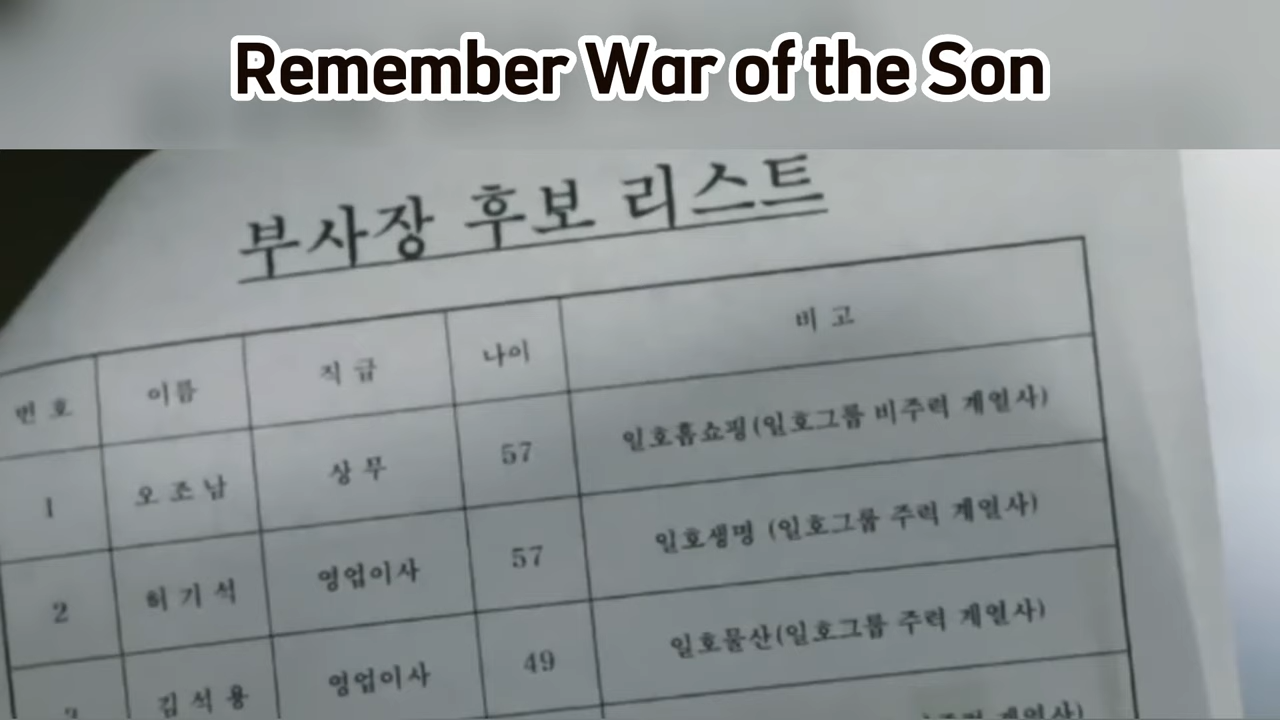 Remember War of the Son
부사장 후보 리스트
번 호 이름 직 급 나이 비 고
1 오 조 남 상 무 57 일호홈쇼핑(일호그룹 비주력 계열사)
2 허 기 석 영업이사 57 일호생명 (일호그룹 주력 계열사)
김 석 용 영업이사 49 일호물산(일호그룹 주력 계열사)
계열사)